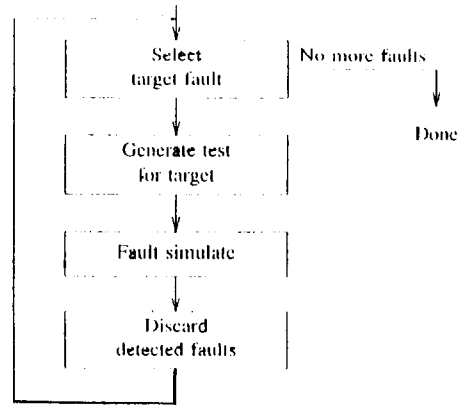 Select
target fault
No more faults
Done
Generate test
for target
Fault simulate
Discard
detected faults